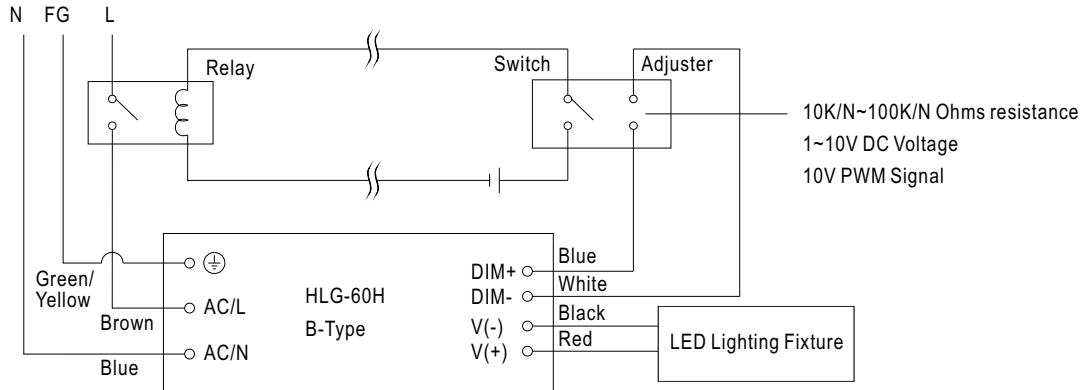 N FG L
Relay
Switch
Adjuster
10K/N~100K/N Ohms resistance
1~10V DC Voltage
10V PWM Signal
Green/
Yellow
Brown
Blue
AC/L
AC/N
HLG-60H
B-Type
DIM+
DIM-
V(-)
V(+)
Blue
White
Black
Red
LED Lighting Fixture